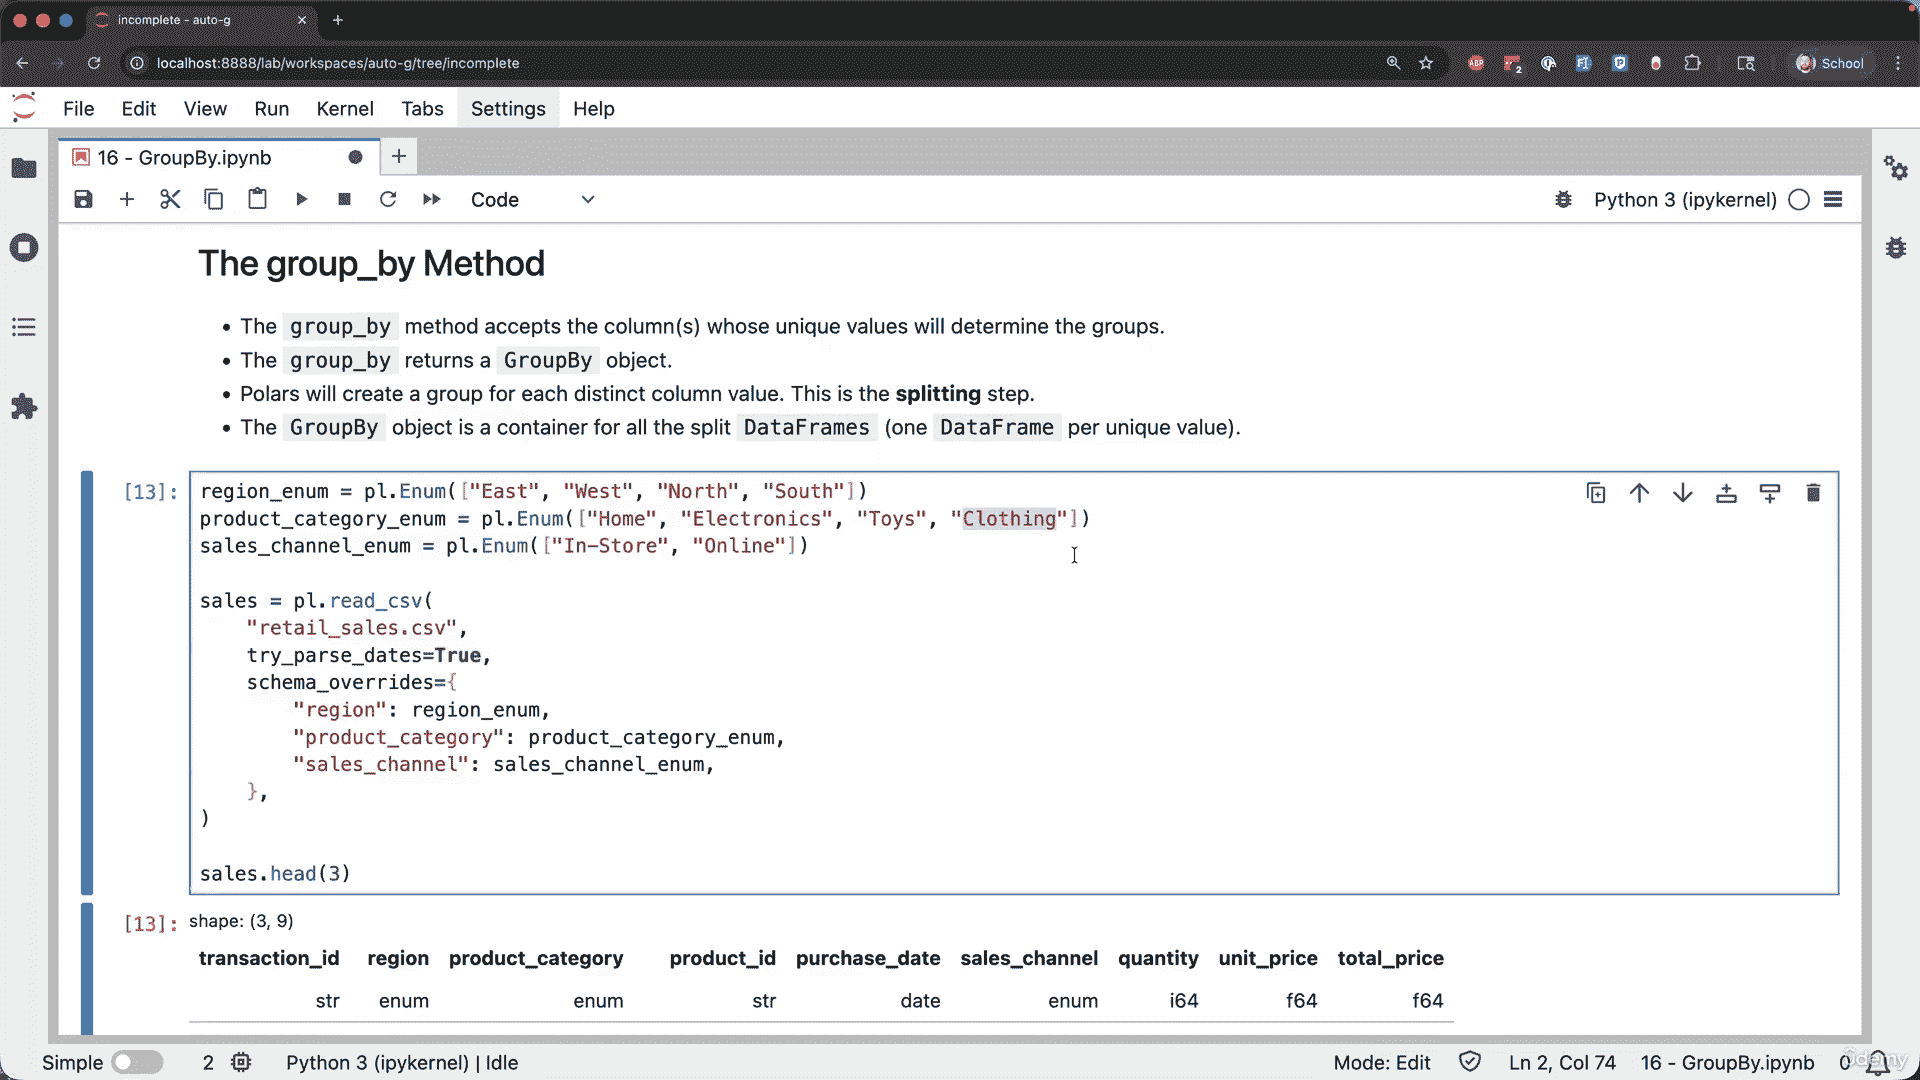 incomplete - auto-g
localhost:8888/lab/workspaces/auto-g/tree/incomplete
ABP
2
School
File Edit View Run Kernel Tabs Settings Help
16 - GroupBy.ipynb
Code
Python 3 (ipykernel)
The group_by Method
• The group_by method accepts the column(s) whose unique values will determine the groups.
• The group_by returns a GroupBy object.
• Polars will create a group for each distinct column value. This is the splitting step.
• The GroupBy object is a container for all the split DataFrames (one DataFrame per unique value).
[13]:
region_enum = pl.Enum(["East", "West", "North", "South"])
product_category_enum = pl.Enum(["Home", "Electronics", "Toys", "Clothing"])
sales_channel_enum = pl.Enum(["In-Store", "Online"])
sales = pl.read_csv(
    "retail_sales.csv",
    try_parse_dates=True,
    schema_overrides={
        "region": region_enum,
        "product_category": product_category_enum,
        "sales_channel": sales_channel_enum,
    },
)
sales.head(3)
[13]: shape: (3, 9)
transaction_id region product_category product_id purchase_date sales_channel quantity unit_price total_price
str enum enum str date enum i64 f64 f64
Simple 2 Python 3 (ipykernel) | Idle Mode: Edit Ln 2, Col 74 16 - GroupBy.ipynb 0
ûdemy